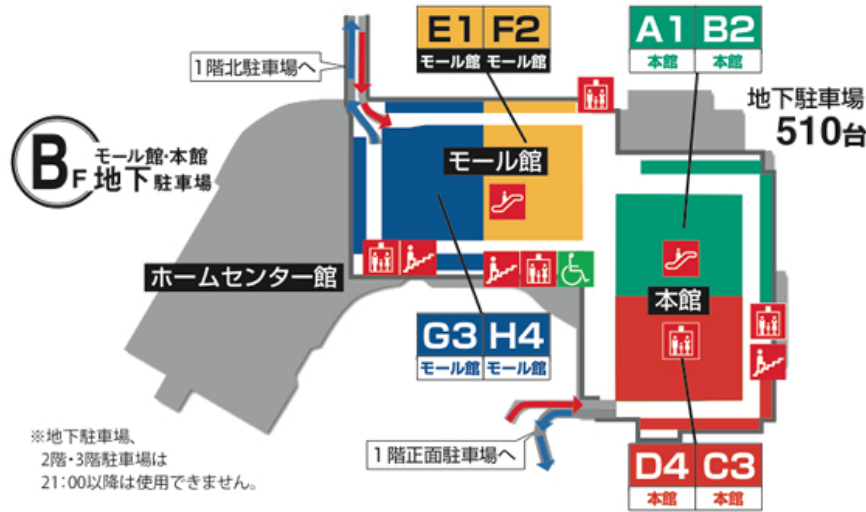 E1 F2
モール館 モール館
A1 B2
本館 本館
1階北駐車場へ
地下駐車場
510台
BF モール館・本館
地下駐車場
モール館
ホームセンター館
本館
G3 H4
モール館 モール館
※地下駐車場、
2階・3階駐車場は
21:00以降は使用できません。
1階正面駐車場へ
D4 C3
本館 本館